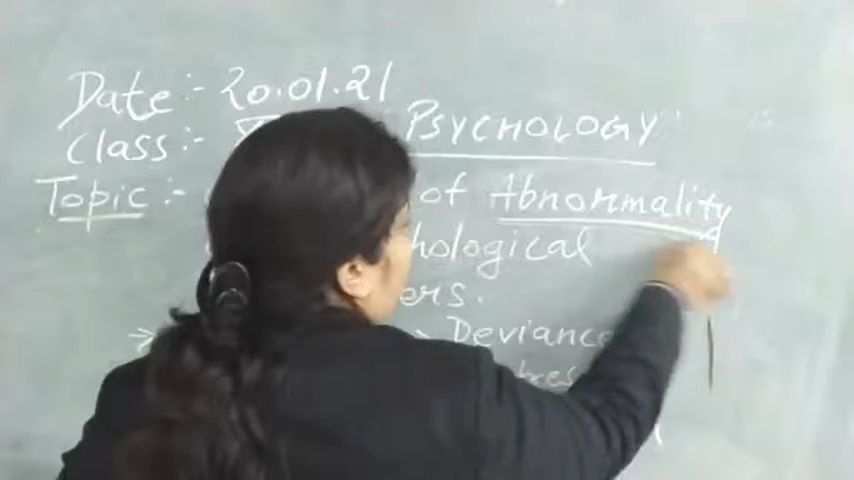 Date:- 20.01.21
Class:- PSYCHOLOGY
Topic:- of Abnormality
hological
ers.
→ Deviance